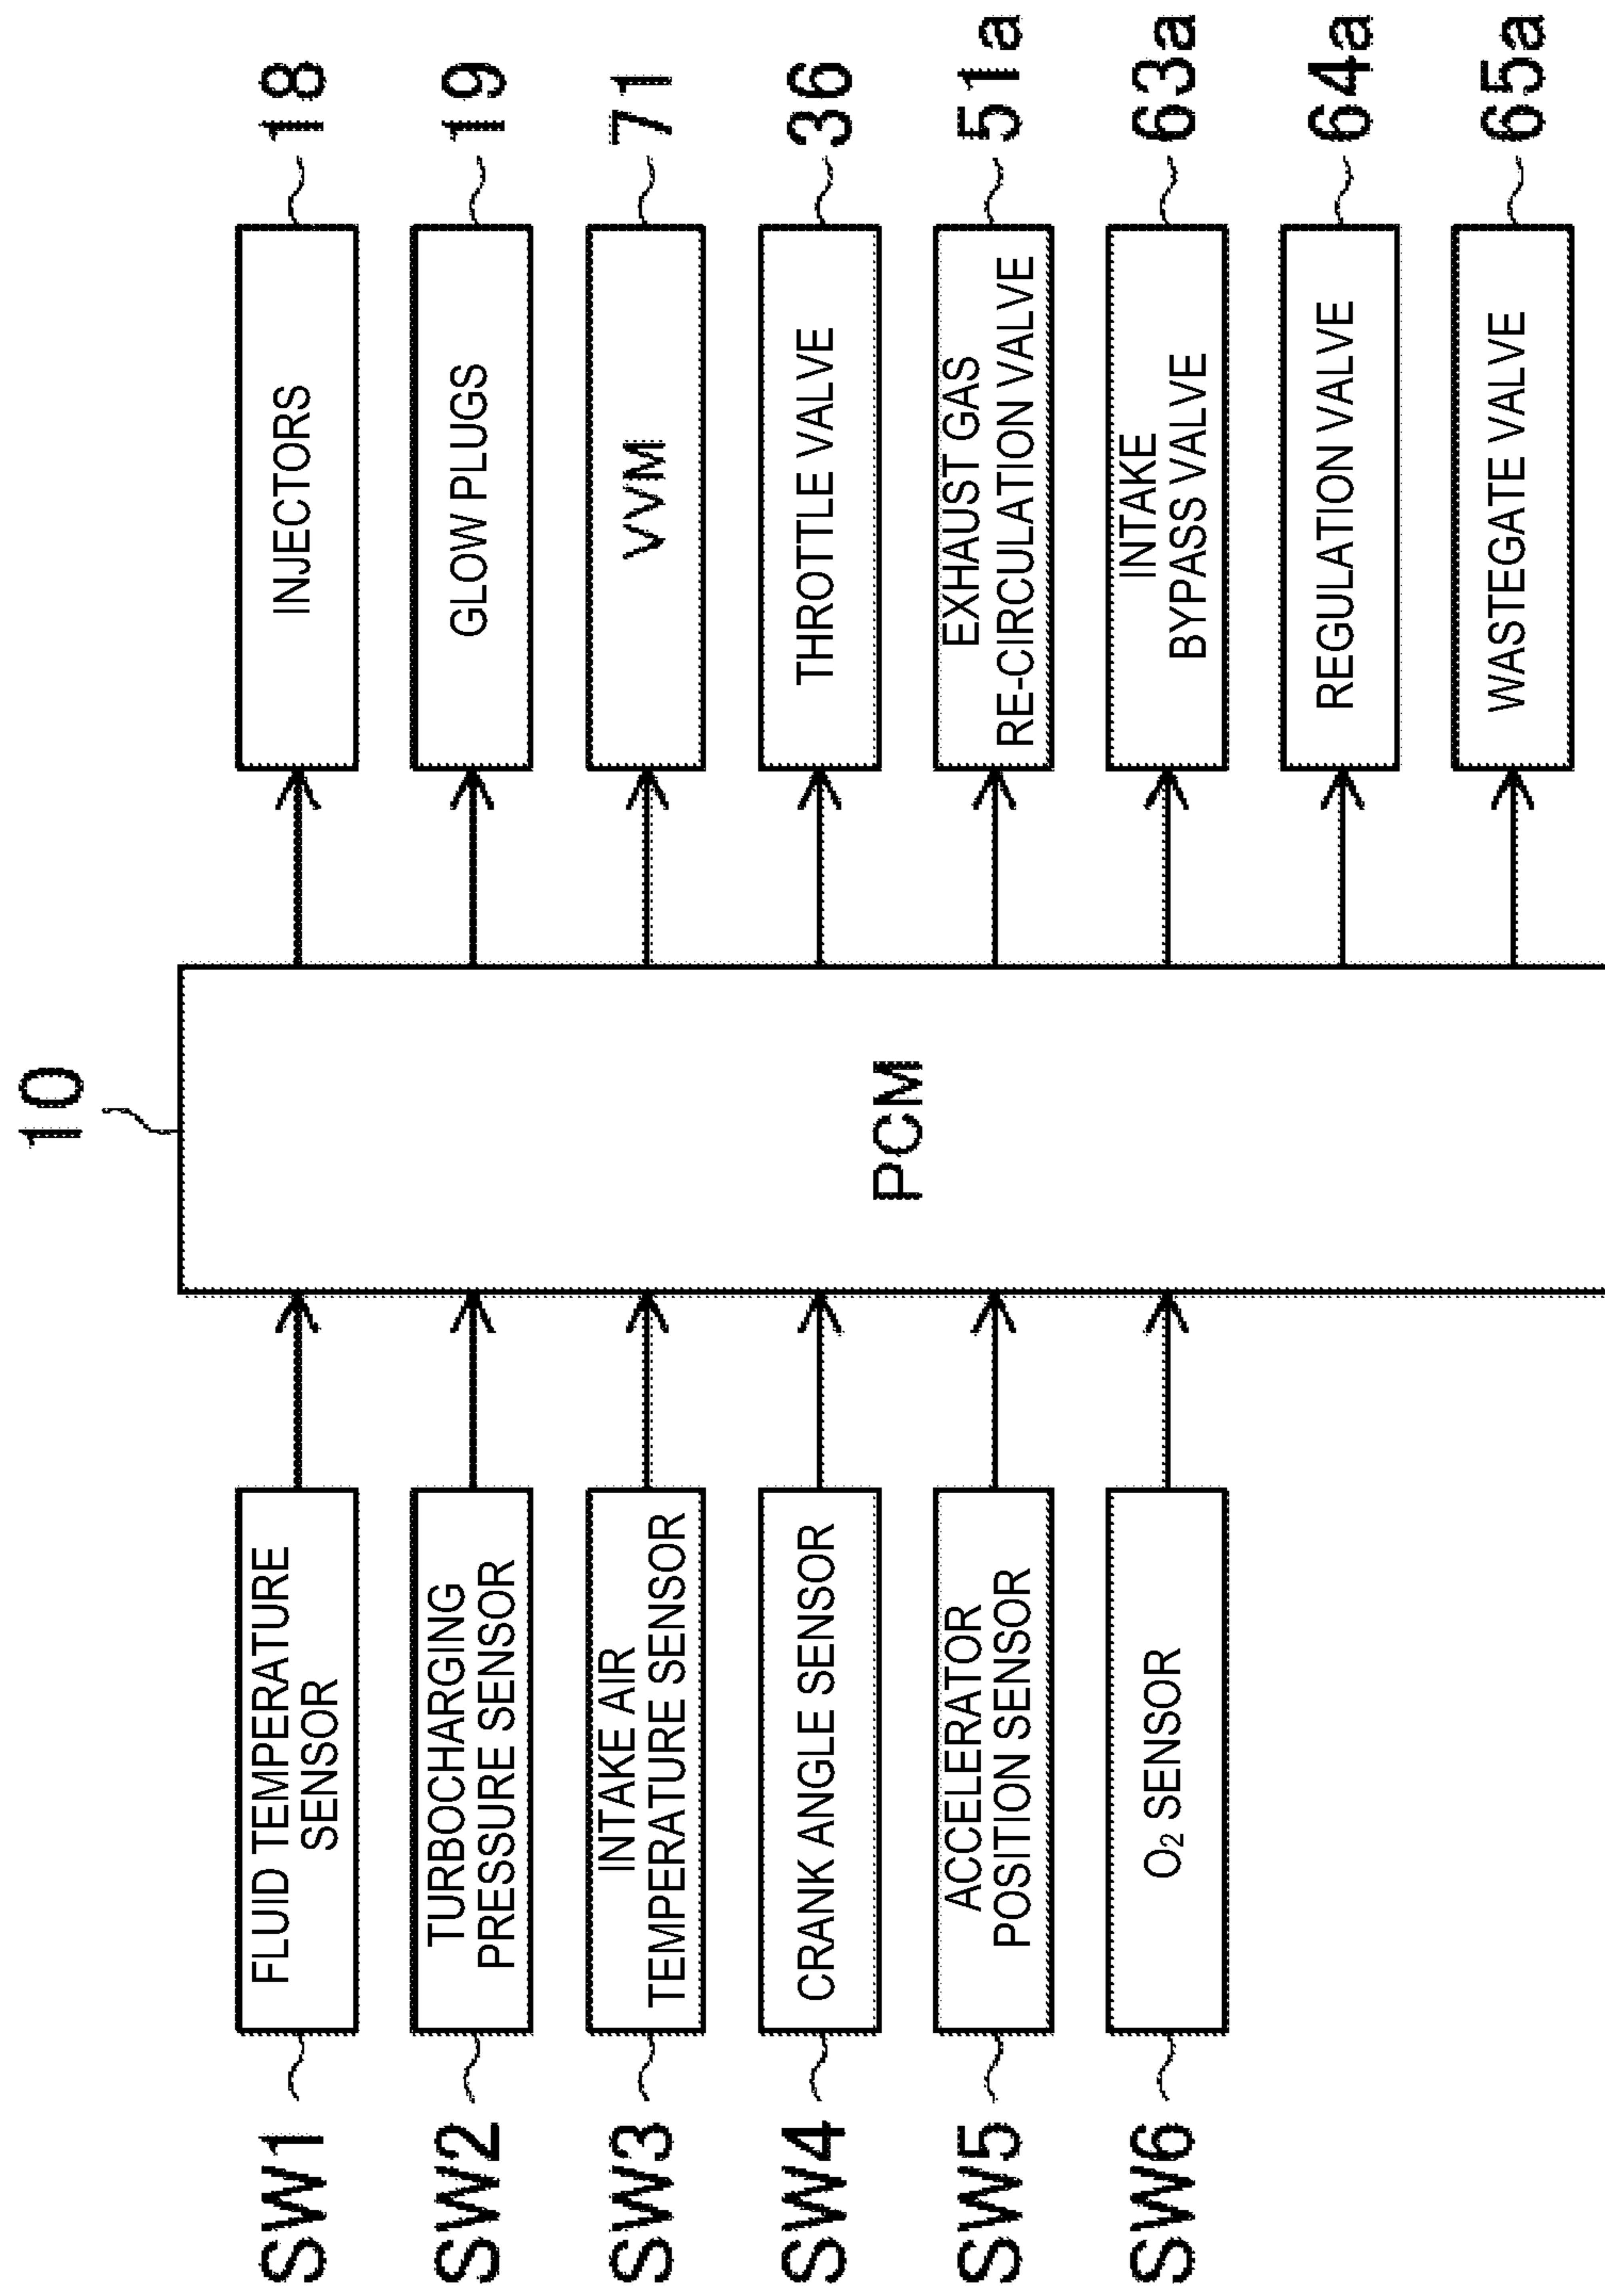 10
SW1
FLUID TEMPERATURE
SENSOR
SW2
TURBOCHARGING
PRESSURE SENSOR
SW3
INTAKE AIR
TEMPERATURE SENSOR
SW4
CRANK ANGLE SENSOR
SW5
ACCELERATOR
POSITION SENSOR
SW6
O₂ SENSOR
PCM
INJECTORS
18
GLOW PLUGS
19
VVM
71
THROTTLE VALVE
36
EXHAUST GAS
RE-CIRCULATION VALVE
51a
INTAKE
BYPASS VALVE
63a
REGULATION VALVE
64a
WASTEGATE VALVE
65a